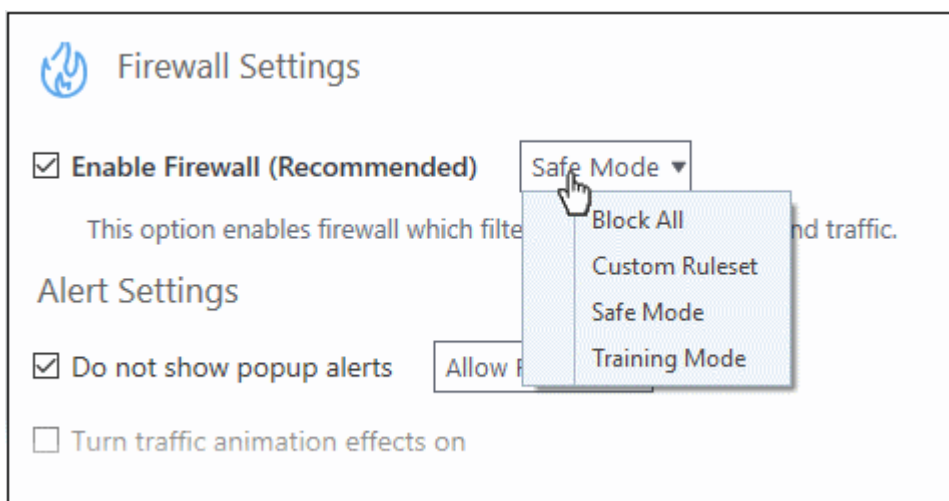 Firewall Settings
Enable Firewall (Recommended) Safe Mode
This option enables firewall which filte nd traffic.
Block All
Custom Ruleset
Safe Mode
Training Mode
Alert Settings
Do not show popup alerts Allow
Turn traffic animation effects on